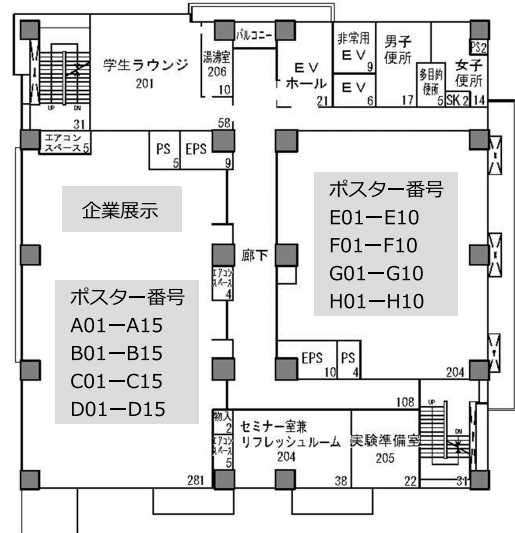 バルコニー
学生ラウンジ
201
湯沸室
206
10
EV
ホール
21
非常用
EV
9
EV
6
男子
便所
17
多目的
便所
5
PS2
女子
便所
SK2
14
UP
DN
31
58
エアコン
スペース5
PS
5
EPS
9
企業展示
ポスター番号
A01ーA15
B01ーB15
C01ーC15
D01ーD15
廊下
エアコン
スペース
4
ポスター番号
E01ーE10
F01ーF10
G01ーG10
H01ーH10
EPS
10
PS
4
204
108
物入
2
エアコン
スペース
5
281
セミナー室兼
リフレッシュルーム
204
38
実験準備室
205
22
UP
DN
31